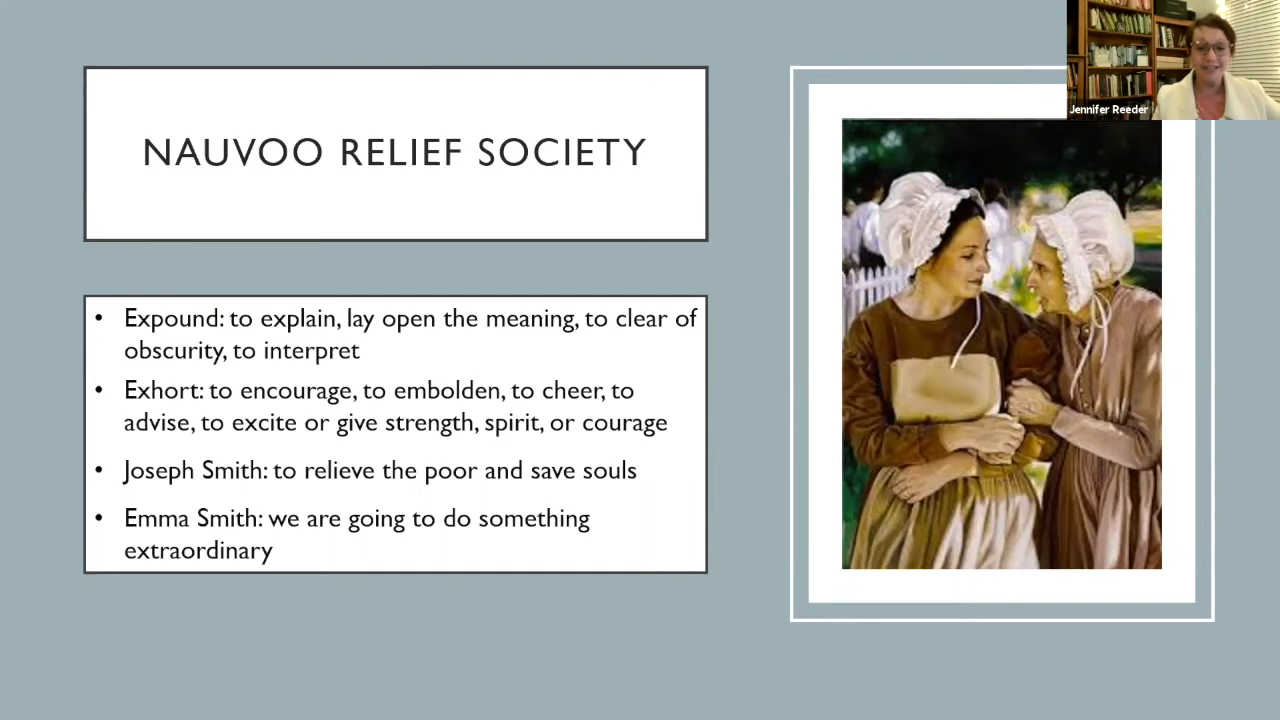 Jennifer Reeder
NAUVOO RELIEF SOCIETY
• Expound: to explain, lay open the meaning, to clear of
obscurity, to interpret
• Exhort: to encourage, to embolden, to cheer, to
advise, to excite or give strength, spirit, or courage
• Joseph Smith: to relieve the poor and save souls
• Emma Smith: we are going to do something
extraordinary